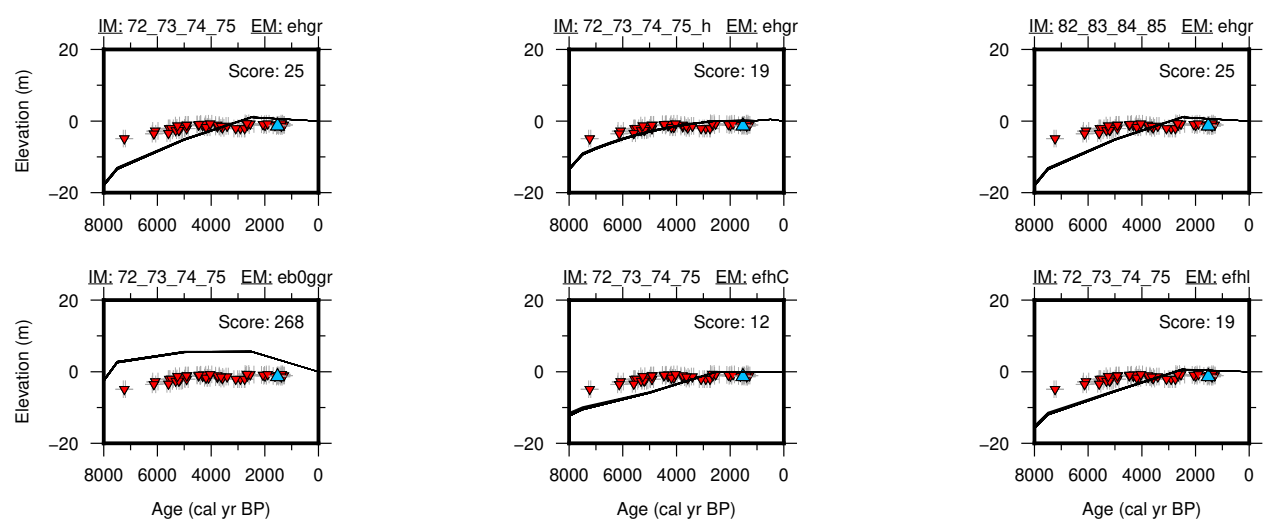 IM: 72_73_74_75 EM: ehgr
20
0
−20
Elevation (m)
Score: 25
8000 6000 4000 2000 0
IM: 72_73_74_75_h EM: ehgr
20
0
−20
Score: 19
8000 6000 4000 2000 0
IM: 82_83_84_85 EM: ehgr
20
0
−20
Score: 25
8000 6000 4000 2000 0
IM: 72_73_74_75 EM: eb0ggr
20
0
−20
Elevation (m)
Score: 268
8000 6000 4000 2000 0
Age (cal yr BP)
IM: 72_73_74_75 EM: efhC
20
0
−20
Score: 12
8000 6000 4000 2000 0
Age (cal yr BP)
IM: 72_73_74_75 EM: efhl
20
0
−20
Score: 19
8000 6000 4000 2000 0
Age (cal yr BP)